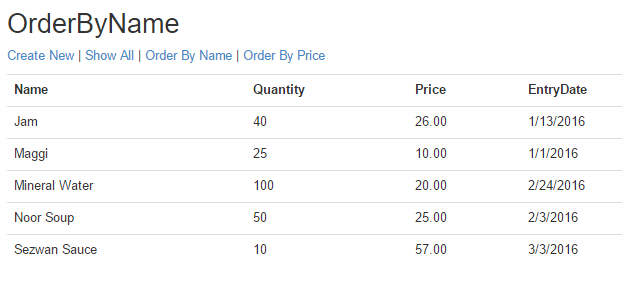 OrderByName
Create New | Show All | Order By Name | Order By Price
Name Quantity Price EntryDate
Jam 40 26.00 1/13/2016
Maggi 25 10.00 1/1/2016
Mineral Water 100 20.00 2/24/2016
Noor Soup 50 25.00 2/3/2016
Sezwan Sauce 10 57.00 3/3/2016